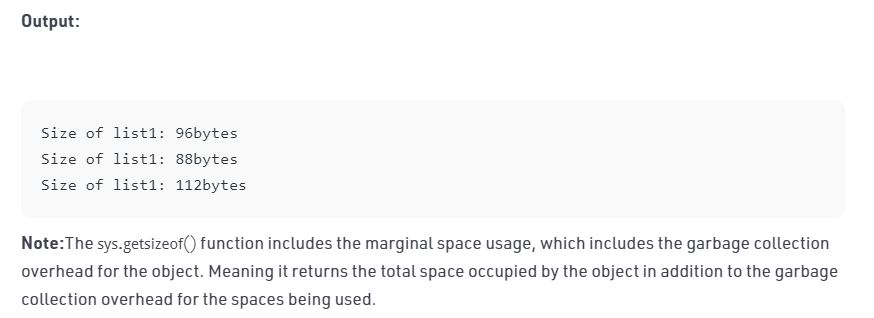 Output:
Size of list1: 96bytes
Size of list1: 88bytes
Size of list1: 112bytes
Note:The sys.getsizeof() function includes the marginal space usage, which includes the garbage collection
overhead for the object. Meaning it returns the total space occupied by the object in addition to the garbage
collection overhead for the spaces being used.